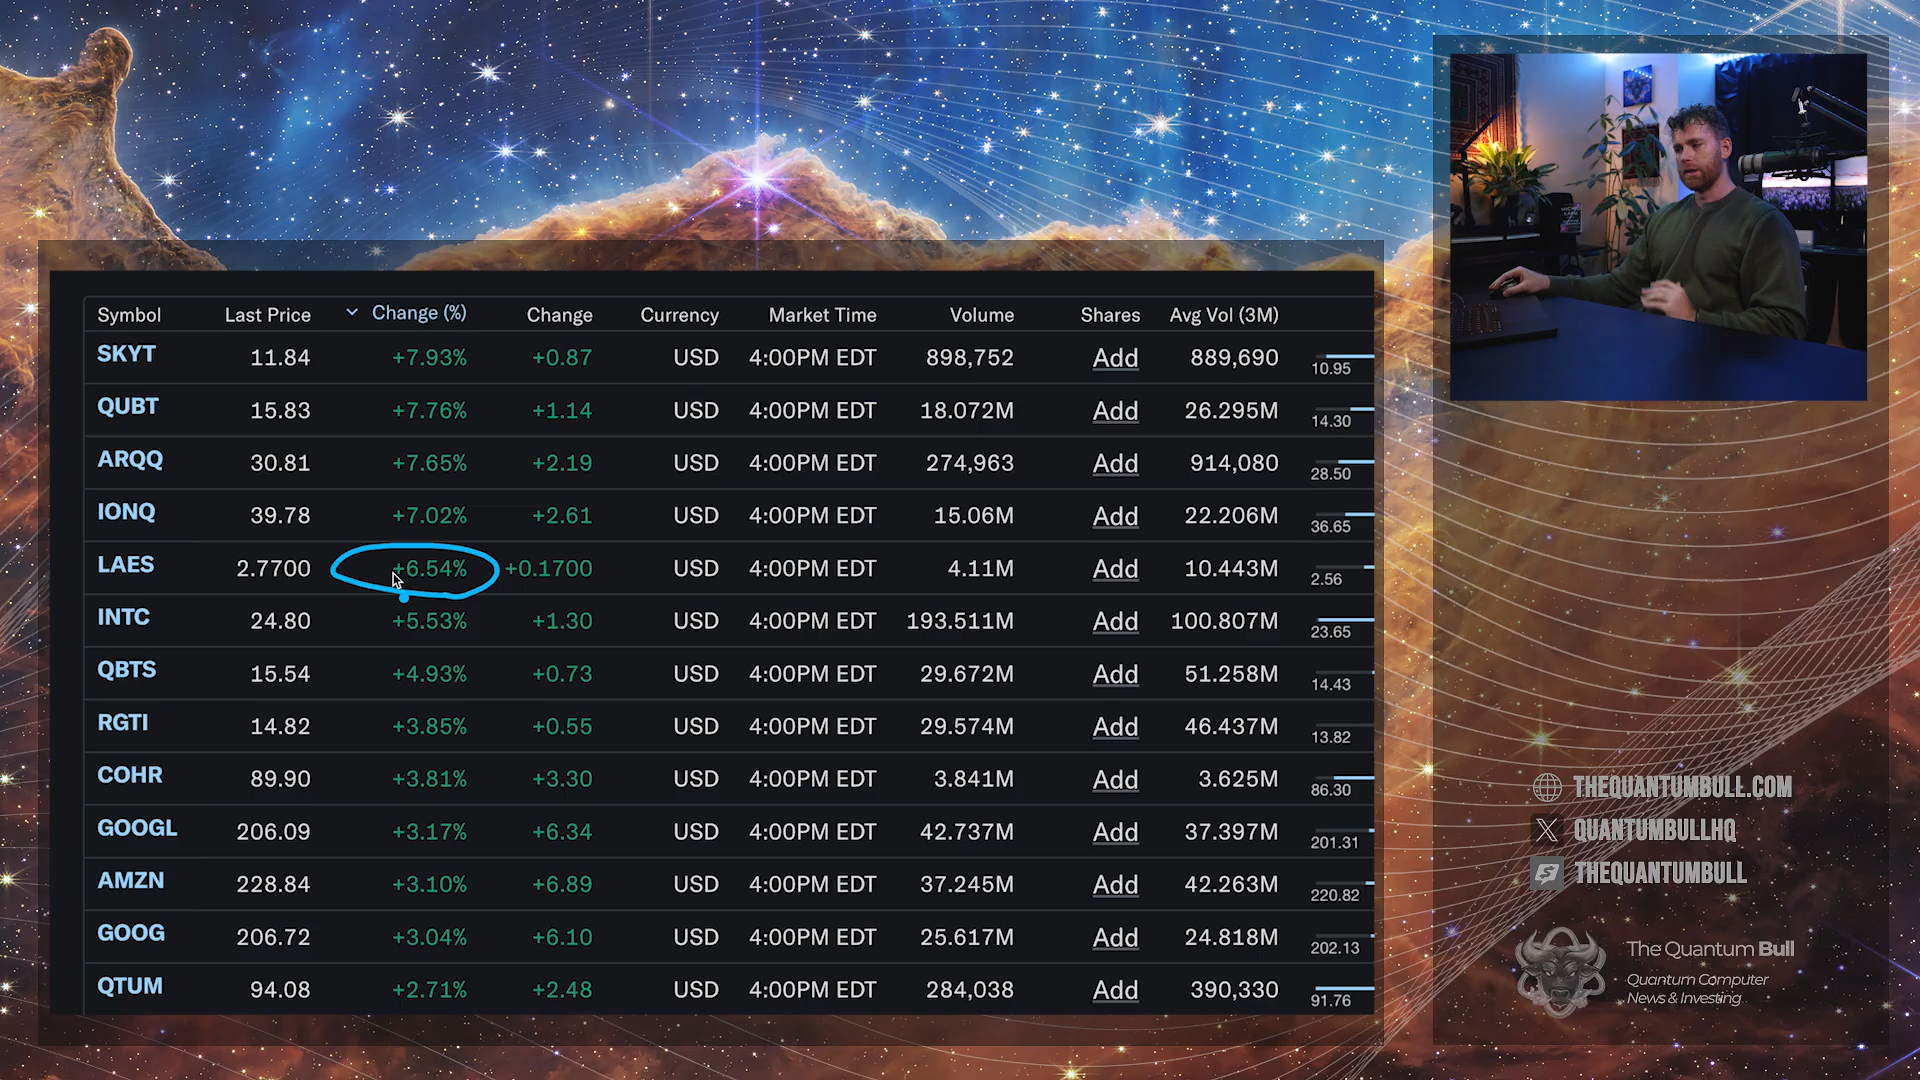 Symbol Last Price Change (%) Change Currency Market Time Volume Shares Avg Vol (3M)
SKYT 11.84 +7.93% +0.87 USD 4:00PM EDT 898,752 Add 889,690 10.95
QUBT 15.83 +7.76% +1.14 USD 4:00PM EDT 18.072M Add 26.295M 14.30
ARQQ 30.81 +7.65% +2.19 USD 4:00PM EDT 274,963 Add 914,080 28.50
IONQ 39.78 +7.02% +2.61 USD 4:00PM EDT 15.06M Add 22.206M 36.65
LAES 2.7700 +6.54% +0.1700 USD 4:00PM EDT 4.11M Add 10.443M 2.56
INTC 24.80 +5.53% +1.30 USD 4:00PM EDT 193.511M Add 100.807M 23.65
QBTS 15.54 +4.93% +0.73 USD 4:00PM EDT 29.672M Add 51.258M 14.43
RGTI 14.82 +3.85% +0.55 USD 4:00PM EDT 29.574M Add 46.437M 13.82
COHR 89.90 +3.81% +3.30 USD 4:00PM EDT 3.841M Add 3.625M 86.30
GOOGL 206.09 +3.17% +6.34 USD 4:00PM EDT 42.737M Add 37.397M 201.31
AMZN 228.84 +3.10% +6.89 USD 4:00PM EDT 37.245M Add 42.263M 220.82
GOOG 206.72 +3.04% +6.10 USD 4:00PM EDT 25.617M Add 24.818M 202.13
QTUM 94.08 +2.71% +2.48 USD 4:00PM EDT 284,038 Add 390,330 91.76
THEQUANTUMBULL.COM
QUANTUMBULLHQ
THEQUANTUMBULL
The Quantum Bull
Quantum Computer
News & Investing